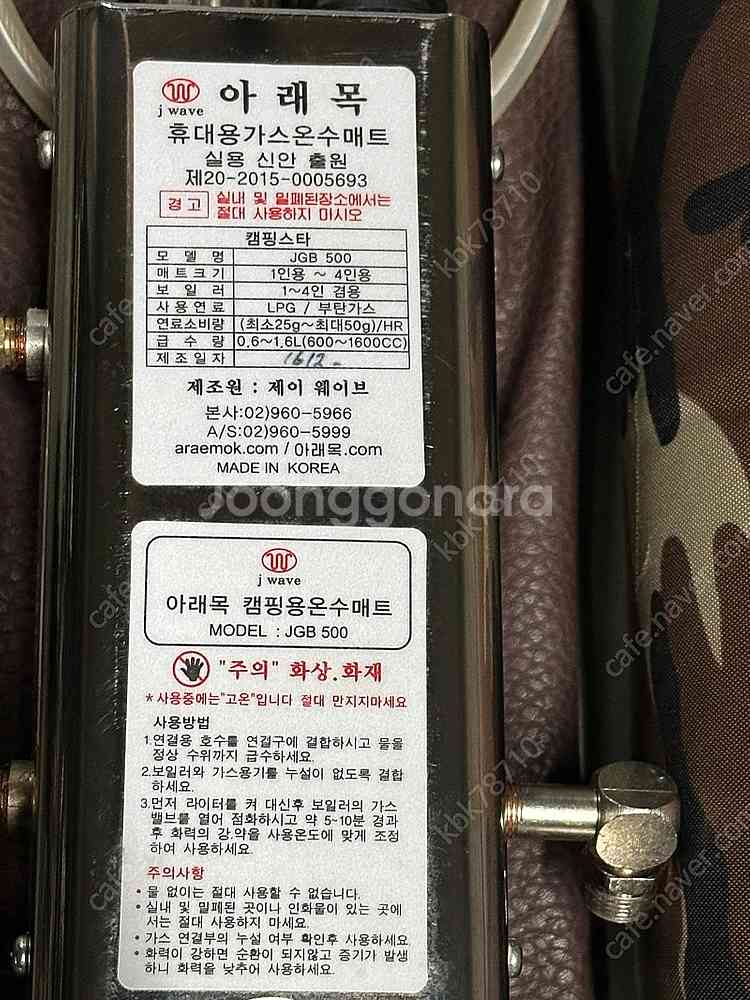 j wave
아래목
휴대용가스온수매트
실용 신안 출원
제20-2015-0005693
경고 실내 및 밀폐된장소에서는
절대 사용하지 마시오
캠핑스타
모델명 JGB 500
매트크기 1인용 ~ 4인용
보일러 1~4인 겸용
사용연료 LPG / 부탄가스
연료소비량 (최소25g~최대50g)/HR
급수량 0.6~1.6L(600~1600CC)
제조일자 1612-
제조원 : 제이 웨이브
본사:02)960-5966
A/S:02)960-5999
araemok.com / 아래목.com
MADE IN KOREA
Joonggonara
j wave
아래목 캠핑용온수매트
MODEL : JGB 500
"주의" 화상.화재
*사용중에는"고온"입니다 절대 만지지마세요
사용방법
1.연결용 호수를 연결구에 결합하시고 물을
정상 수위까지 급수하세요.
2.보일러와 가스용기를 누설이 없도록 결합
하세요.
3.먼저 라이터를 켜 대신후 보일러의 가스
밸브를 열어 점화하시고 약 5~10분 경과
후 화력의 강.약을 사용온도에 맞게 조정
하여 사용하세요.
주의사항
• 물 없이는 절대 사용할 수 없습니다.
• 실내 및 밀폐된 곳이나 인화물이 있는 곳에
서는 절대 사용하지 마세요.
• 가스 연결부의 누설 여부 확인후 사용하세요.
• 화력이 강하면 순환이 되지않고 증기가 발생
하니 화력을 낮추어 사용하세요.
cafe.naver
kbk78710